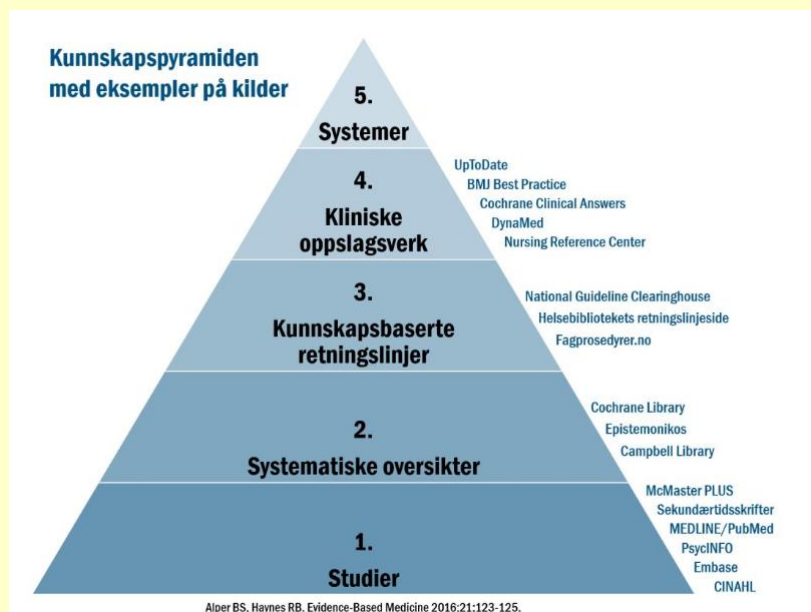 Kunnskapspyramiden
med eksempler på kilder
5.
Systemer
4.
Kliniske
oppslagsverk
UpToDate
BMJ Best Practice
Cochrane Clinical Answers
DynaMed
Nursing Reference Center
3.
Kunnskapsbaserte
retningslinjer
National Guideline Clearinghouse
Helsebibliotekets retningslinjeside
Fagprosedyrer.no
2.
Systematiske oversikter
Cochrane Library
Epistemonikos
Campbell Library
1.
Studier
McMaster PLUS
Sekundærtidsskrifter
MEDLINE/PubMed
PsycINFO
Embase
CINAHL
Alper BS, Haynes RB. Evidence-Based Medicine 2016;21:123-125.